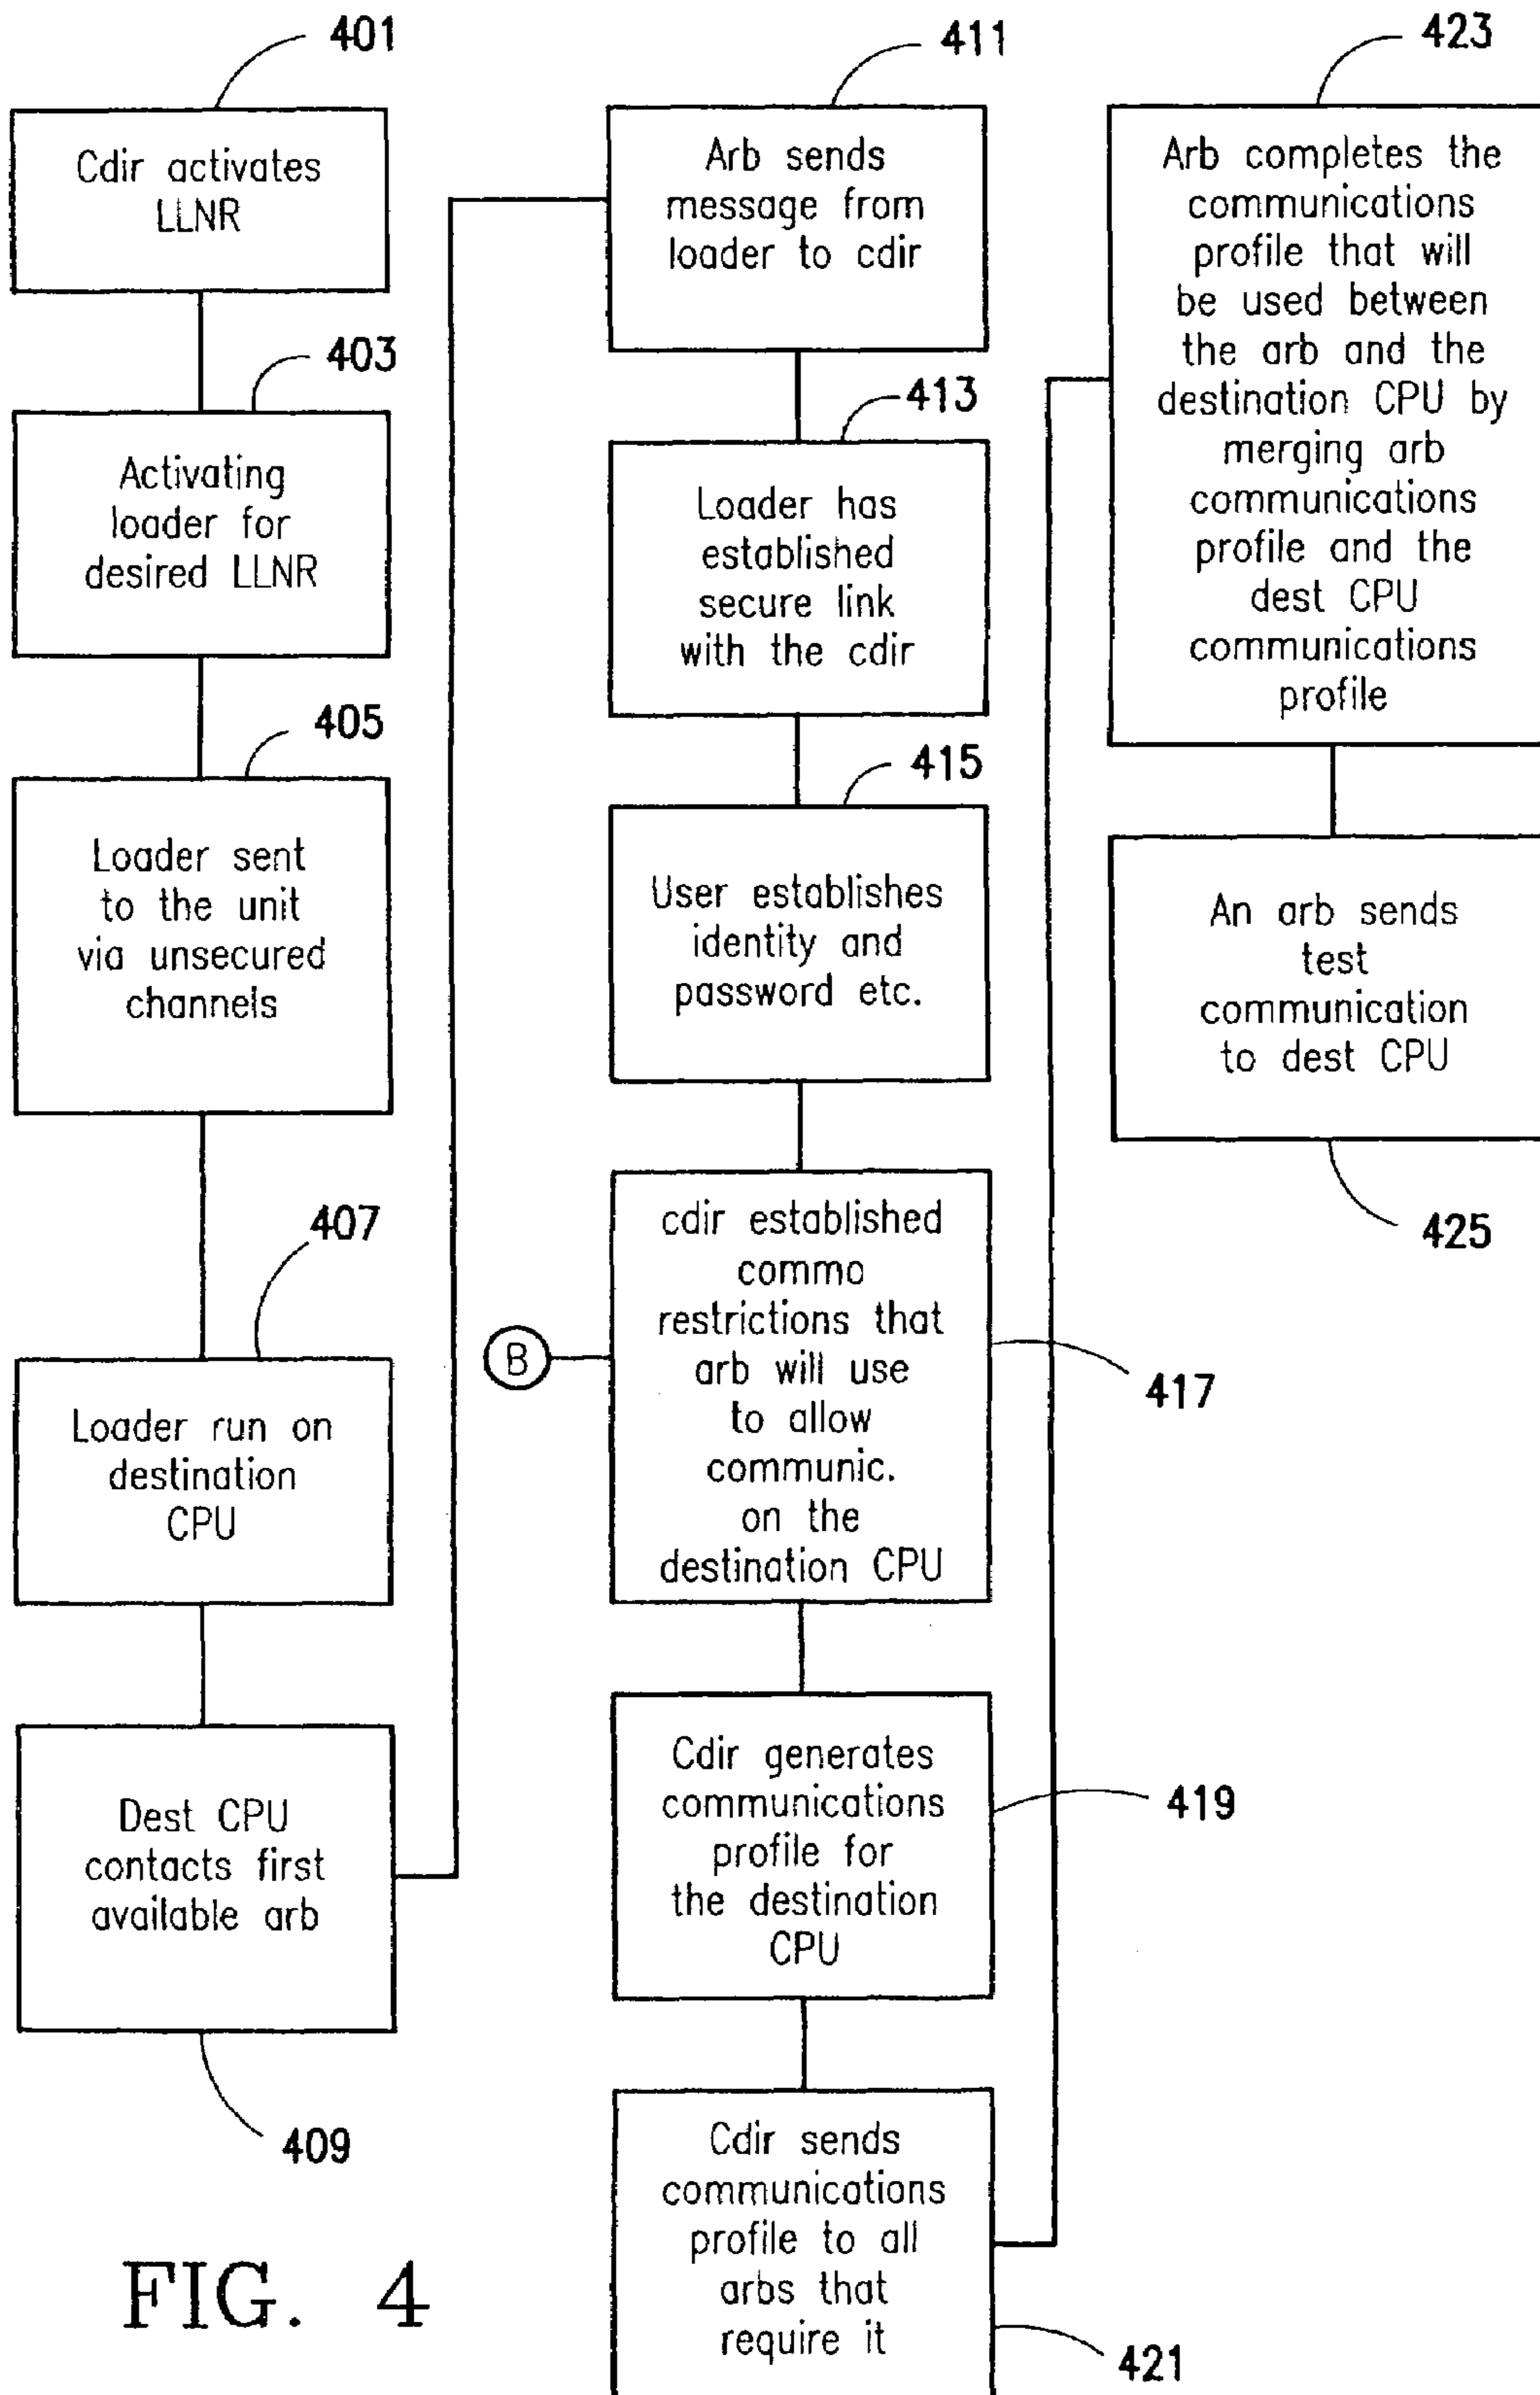 401
Cdir activates
LLNR
403
Activating
loader for
desired LLNR
405
Loader sent
to the unit
via unsecured
channels
407
Loader run on
destination
CPU
Dest CPU
contacts first
available arb
409
411
Arb sends
message from
loader to cdir
413
Loader has
established
secure link
with the cdir
415
User establishes
identity and
password etc.
B
cdir established
commo
restrictions that
arb will use
to allow
communic.
on the
destination CPU
417
Cdir generates
communications
profile for
the destination
CPU
419
Cdir sends
communications
profile to all
arbs that
require it
421
423
Arb completes the
communications
profile that will
be used between
the arb and the
destination CPU by
merging arb
communications
profile and the
dest CPU
communications
profile
An arb sends
test
communication
to dest CPU
425
FIG. 4